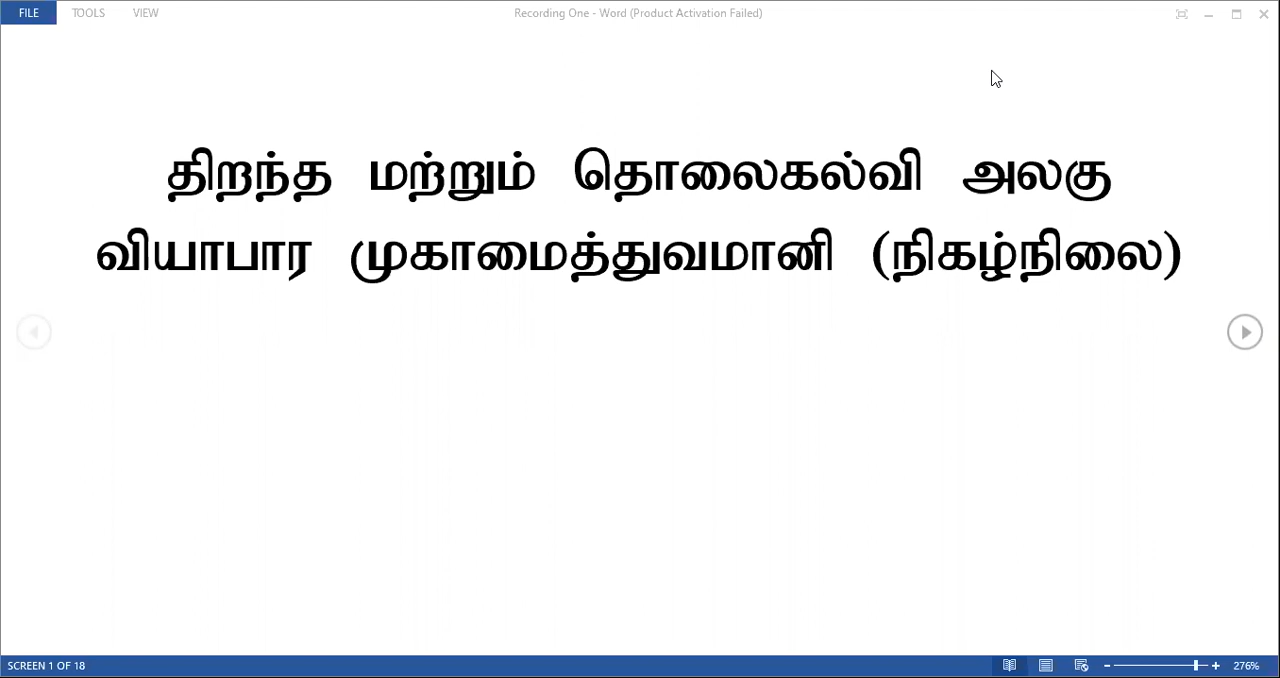 FILE TOOLS VIEW Recording One - Word (Product Activation Failed)
திறந்த மற்றும் தொலைகல்வி அலகு
வியாபார முகாமைத்துவமானி (நிகழ்நிலை)
SCREEN 1 OF 18 276%